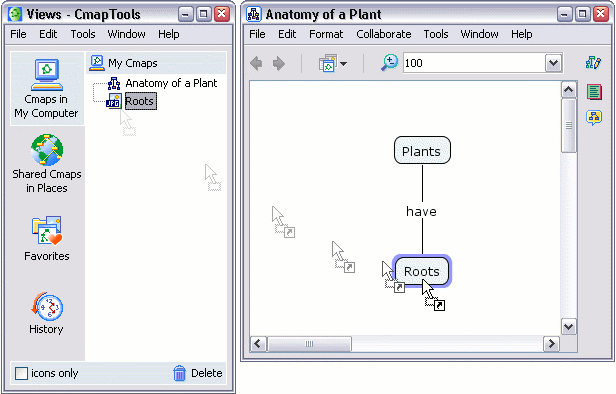 Views - CmapTools
File Edit Tools Window Help
Cmaps in
My Computer
Shared Cmaps
in Places
Favorites
History
My Cmaps
Anatomy of a Plant
JPG
Roots
icons only
Delete
Anatomy of a Plant
File Edit Format Collaborate Tools Window Help
100
Plants
have
Roots